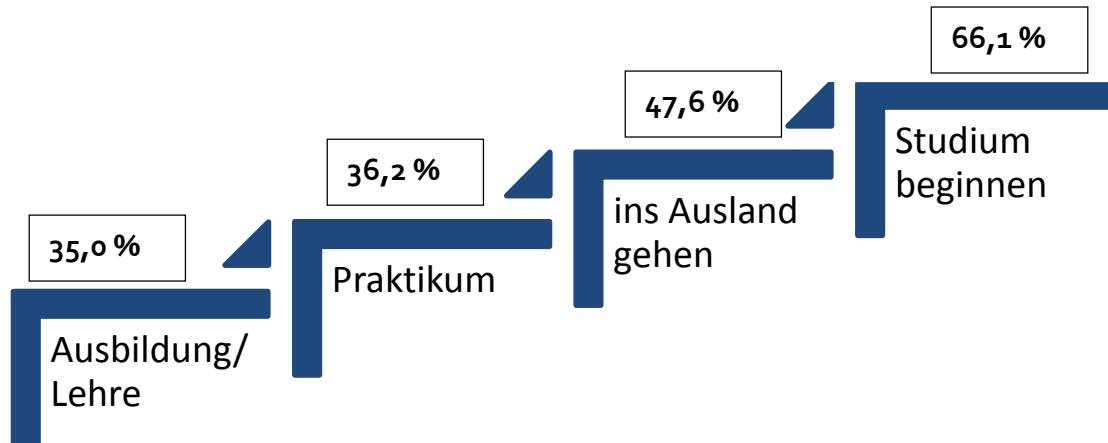 66,1 %
Studium
beginnen
47,6 %
ins Ausland
gehen
36,2 %
Praktikum
35,0 %
Ausbildung/
Lehre